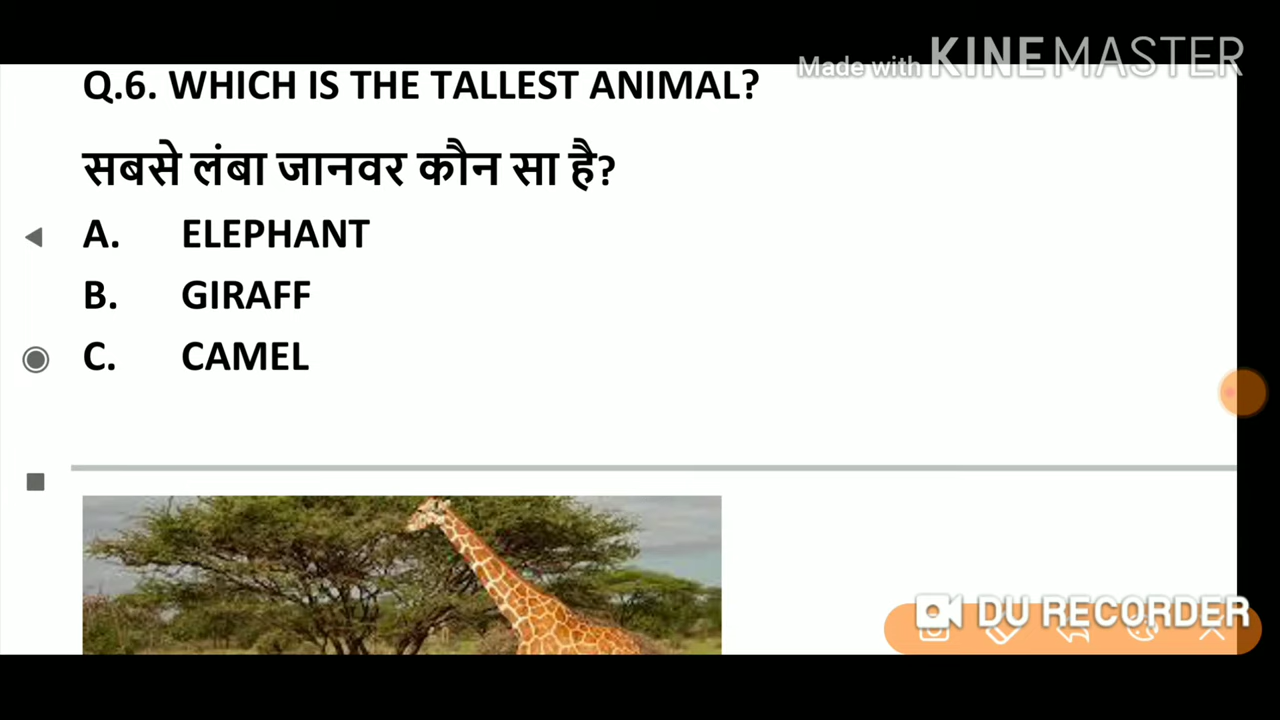 Made with KINEMASTER
Q.6. WHICH IS THE TALLEST ANIMAL?
सबसे लंबा जानवर कौन सा है?
A. ELEPHANT
B. GIRAFF
C. CAMEL
DU RECORDER